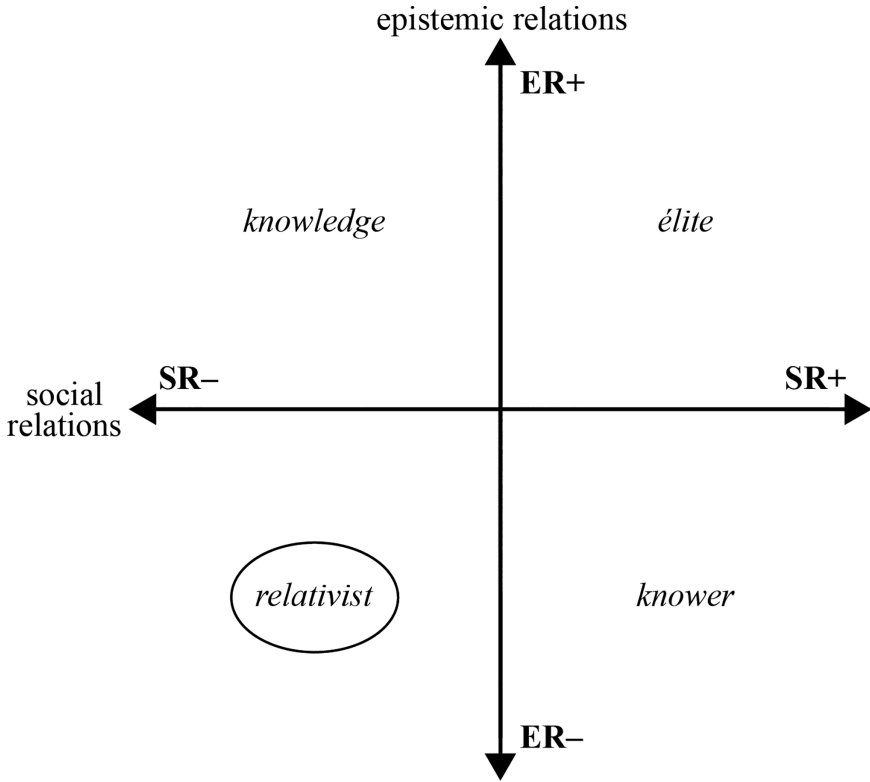 epistemic relations
ER+
knowledge
élite
SR–
SR+
social
relations
relativist
knower
ER–